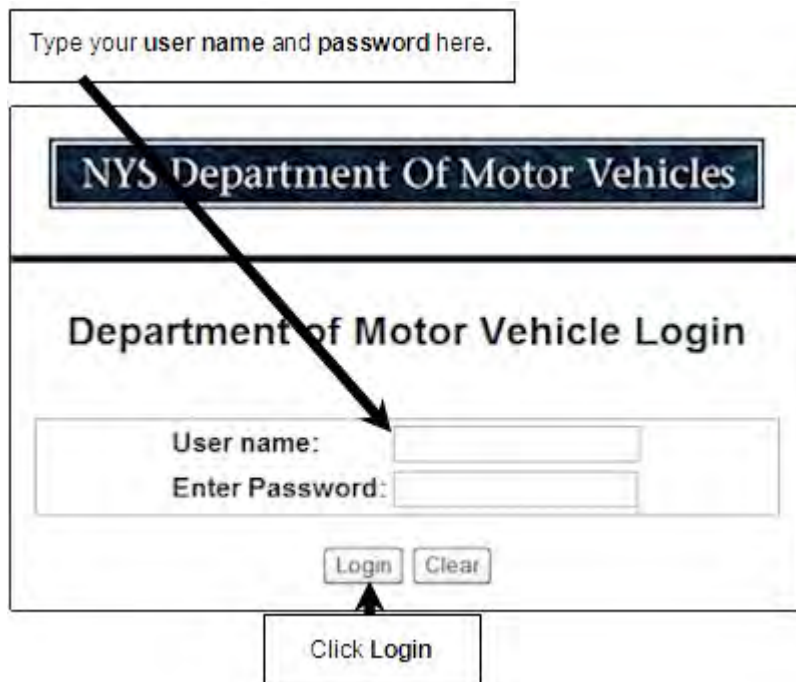 Type your user name and password here.
NYS Department Of Motor Vehicles
Department of Motor Vehicle Login
User name:
Enter Password:
Login Clear
Click Login